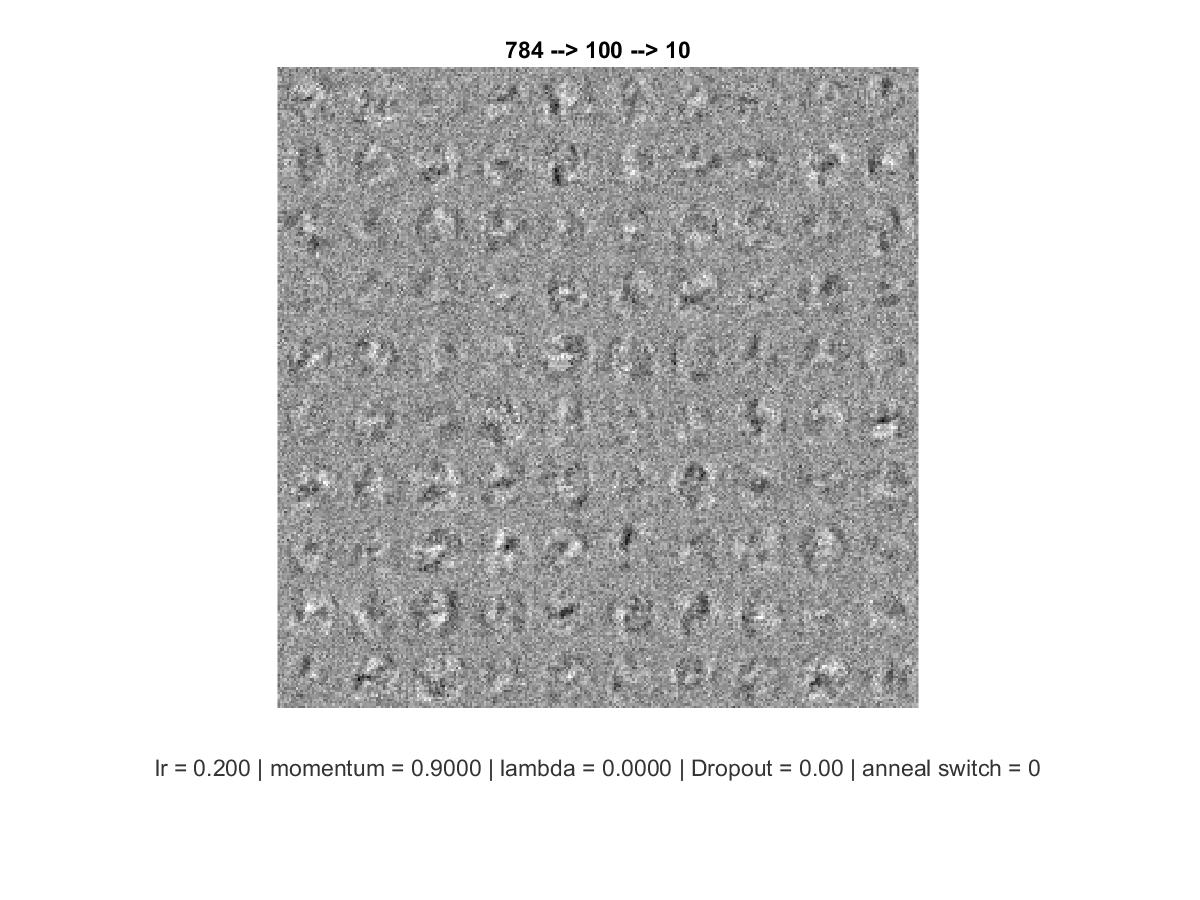 784 --> 100 --> 10
lr = 0.200 | momentum = 0.9000 | lambda = 0.0000 | Dropout = 0.00 | anneal switch = 0